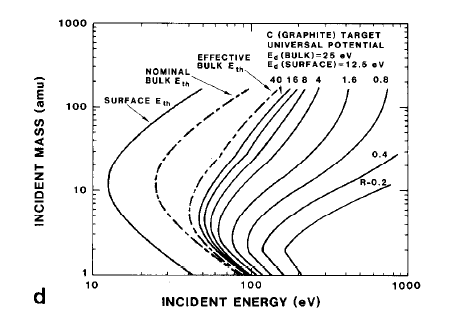 1000
C (GRAPHITE) TARGET
UNIVERSAL POTENTIAL
EFFECTIVE
BULK Eth
Ed (BULK)=25 eV
Ed (SURFACE)=12.5 eV
NOMINAL
BULK Eth
40 16 8 4 1.6 0.8
SURFACE Eth
100
0.4
R-0.2
10
1
INCIDENT MASS (amu)
10 100 1000
INCIDENT ENERGY (eV)
d